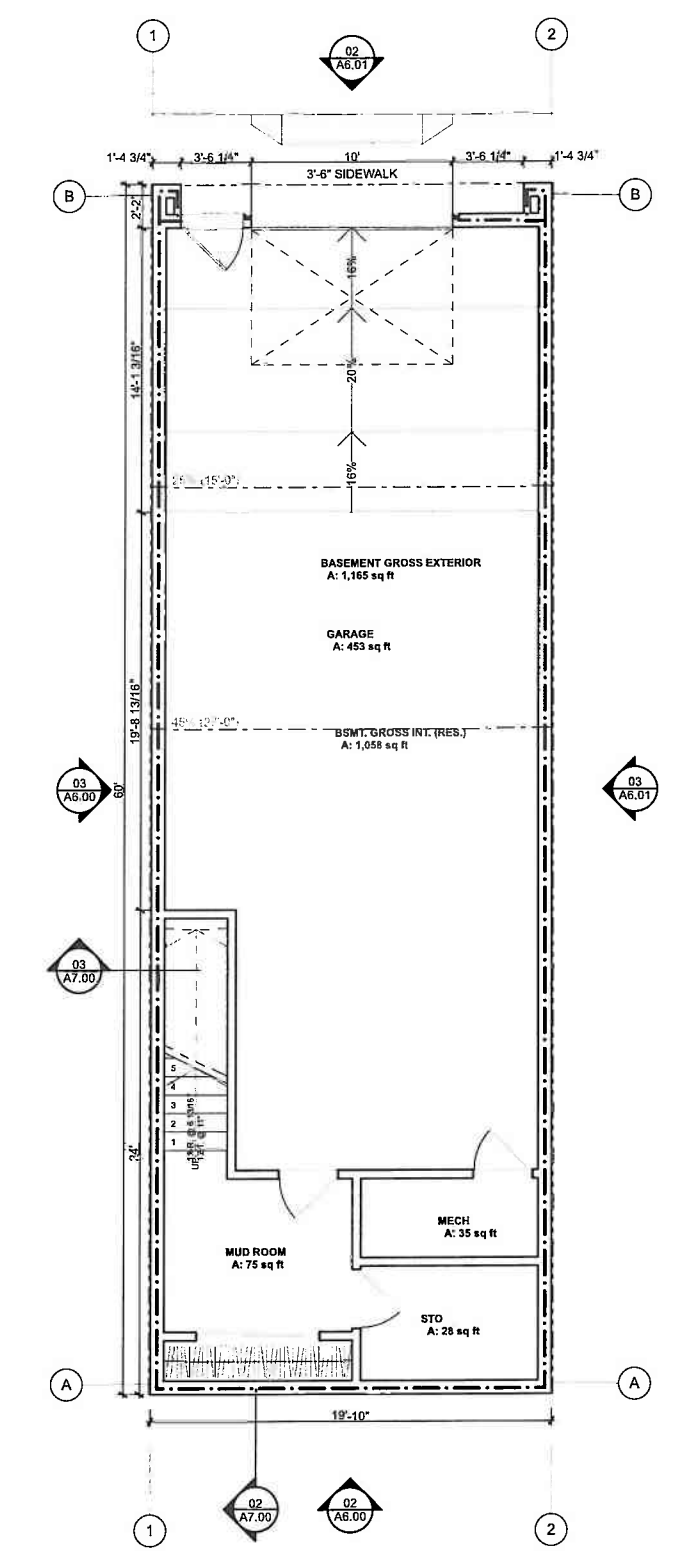 1
2
02
A6.01
1'-4 3/4"
3'-6 1/4"
10'
3'-6 1/4"
1'-4 3/4"
3'-6" SIDEWALK
B
B
2'-2"
16%
14'-1 3/16"
20%
16%
25% (15'-0")
BASEMENT GROSS EXTERIOR
A: 1,165 sq ft
GARAGE
A: 453 sq ft
19'-8 13/16"
45% (27'-0")
BSMT. GROSS INT. (RES.)
A: 1,058 sq ft
03
A6.00
60'
03
A6.01
03
A7.00
5
4
3
2
1
UP
24'
MECH
A: 35 sq ft
MUD ROOM
A: 75 sq ft
STO
A: 28 sq ft
A
A
19'-10"
02
A7.00
02
A6.00
1
2